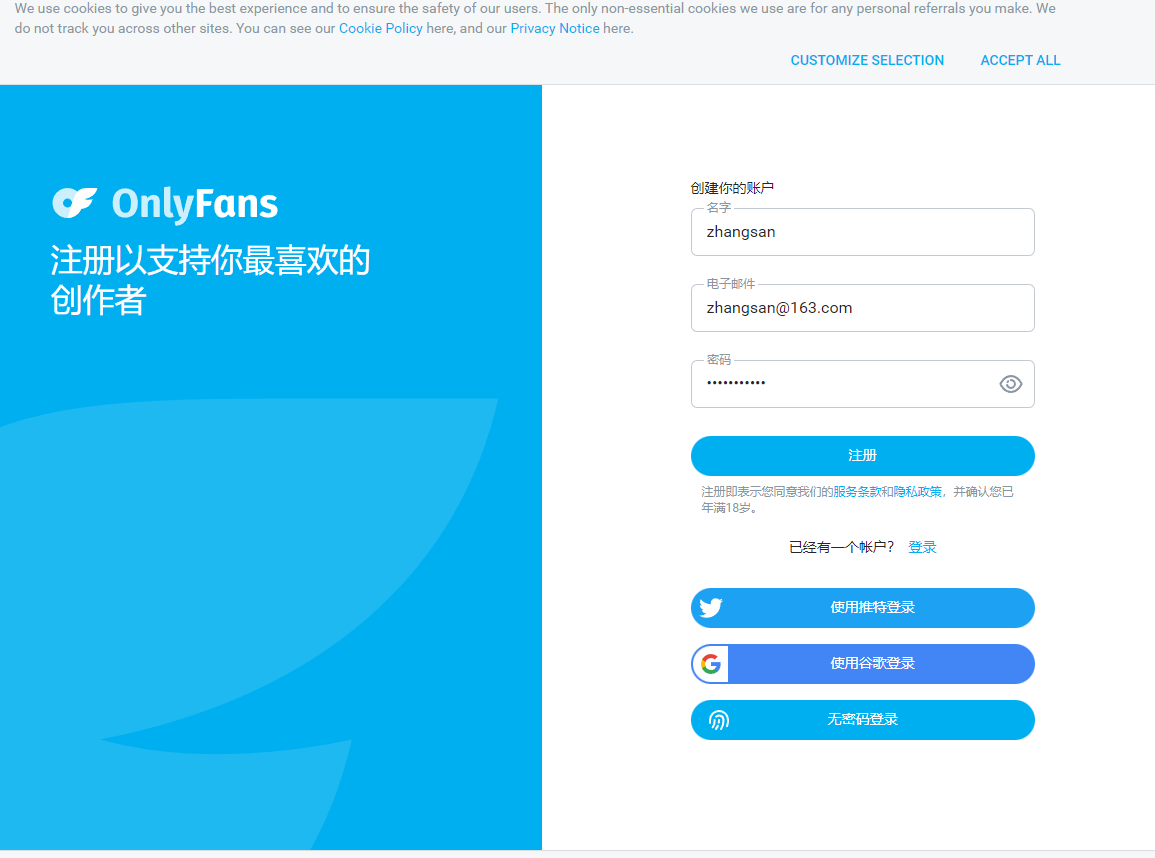 We use cookies to give you the best experience and to ensure the safety of our users. The only non-essential cookies we use are for any personal referrals you make. We
do not track you across other sites. You can see our Cookie Policy here, and our Privacy Notice here.
CUSTOMIZE SELECTION ACCEPT ALL
OnlyFans
注册以支持你最喜欢的
创作者
创建你的账户
名字
zhangsan
电子邮件
zhangsan@163.com
密码
•••••••••••
注册
注册即表示您同意我们的服务条款和隐私政策，并确认您已
年满18岁。
已经有一个帐户？ 登录
使用推特登录
使用谷歌登录
无密码登录